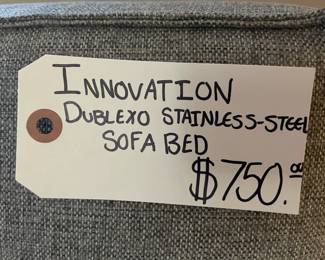 INNOVATION
DUBLEXO STAINLESS-STEEL
SOFA BED
$750.00